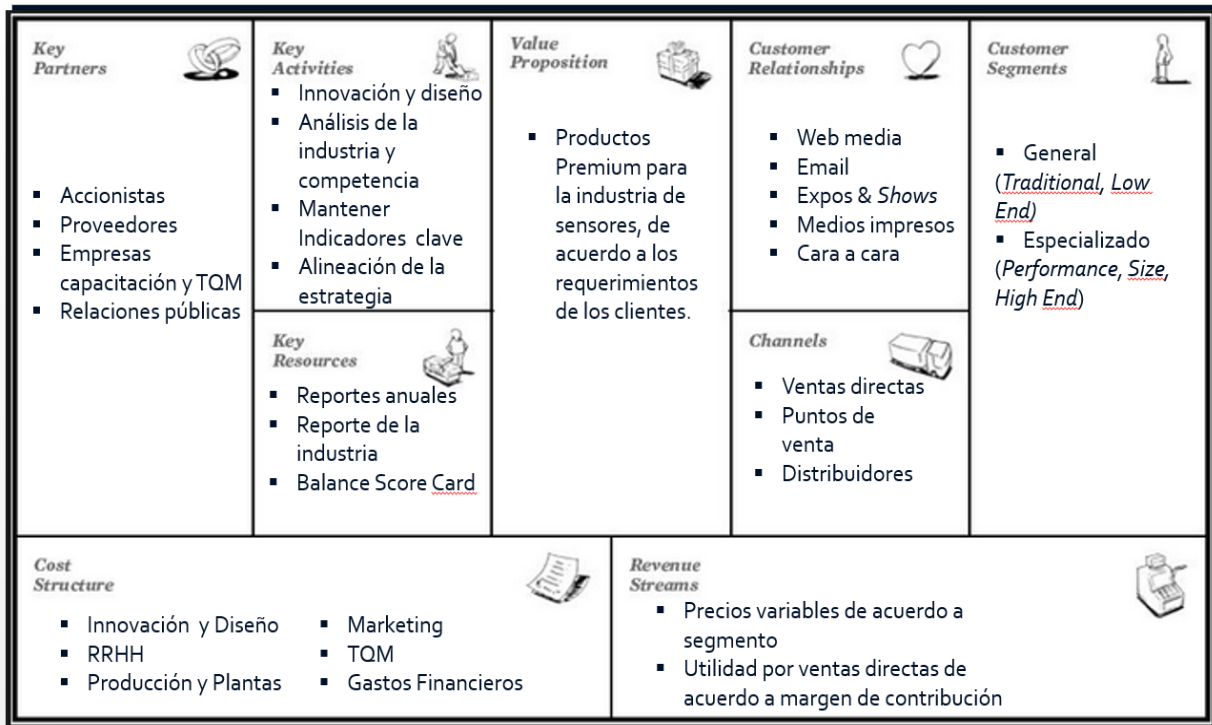 Key
Partners
▪ Accionistas
▪ Proveedores
▪ Empresas
capacitación y TQM
▪ Relaciones públicas
Key
Activities
▪ Innovación y diseño
▪ Análisis de la
industria y
competencia
▪ Mantener
Indicadores clave
▪ Alineación de la
estrategia
Key
Resources
▪ Reportes anuales
▪ Reporte de la
industria
▪ Balance Score Card
Value
Proposition
▪ Productos
Premium para
la industria de
sensores, de
acuerdo a los
requerimientos
de los clientes.
Customer
Relationships
▪ Web media
▪ Email
▪ Expos & Shows
▪ Medios impresos
▪ Cara a cara
Channels
▪ Ventas directas
▪ Puntos de
venta
▪ Distribuidores
Customer
Segments
▪ General
(Traditional, Low
End)
▪ Especializado
(Performance, Size,
High End)
Cost
Structure
▪ Innovación y Diseño
▪ RRHH
▪ Producción y Plantas
▪ Marketing
▪ TQM
▪ Gastos Financieros
Revenue
Streams
▪ Precios variables de acuerdo a
segmento
▪ Utilidad por ventas directas de
acuerdo a margen de contribución